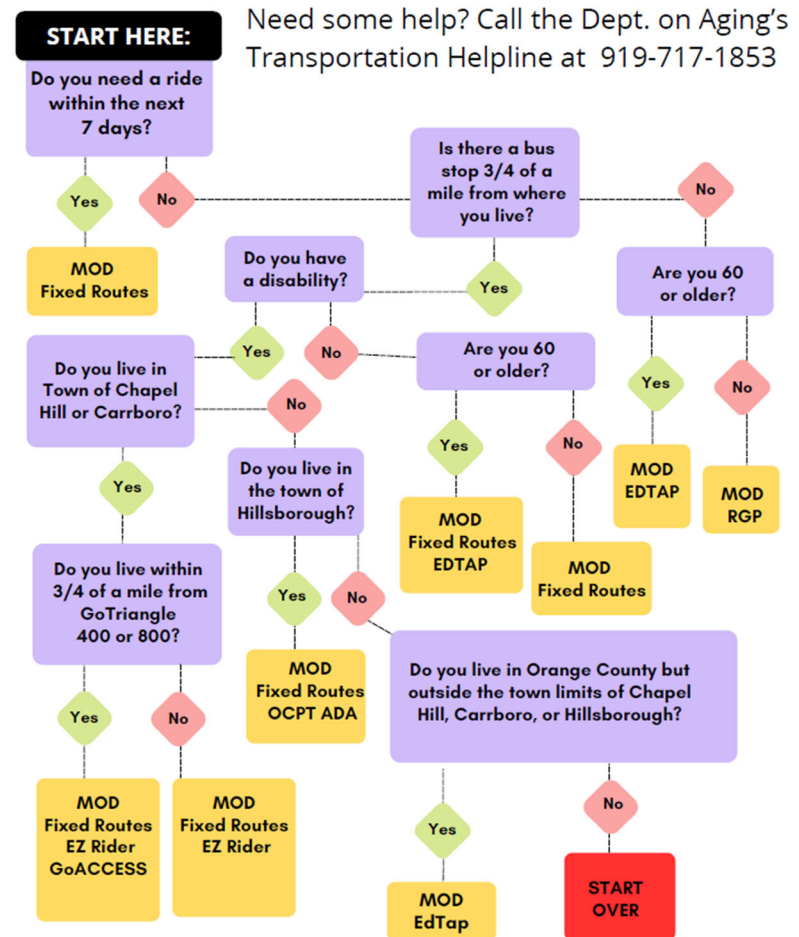 START HERE:
Need some help? Call the Dept. on Aging's
Transportation Helpline at 919-717-1853
Do you need a ride
within the next
7 days?
Yes
No
MOD
Fixed Routes
Is there a bus
stop 3/4 of a
mile from where
you live?
Yes
No
Are you 60
or older?
Yes
No
MOD
EDTAP
MOD
RGP
Do you have
a disability?
Yes
No
Are you 60
or older?
Yes
No
MOD
Fixed Routes
EDTAP
MOD
Fixed Routes
Do you live in
Town of Chapel
Hill or Carrboro?
Yes
No
Do you live in
the town of
Hillsborough?
Yes
No
MOD
Fixed Routes
OCPT ADA
Do you live within
3/4 of a mile from
GoTriangle
400 or 800?
Yes
No
MOD
Fixed Routes
EZ Rider
GoACCESS
MOD
Fixed Routes
EZ Rider
Do you live in Orange County but
outside the town limits of Chapel
Hill, Carrboro, or Hillsborough?
Yes
No
MOD
EdTap
START
OVER